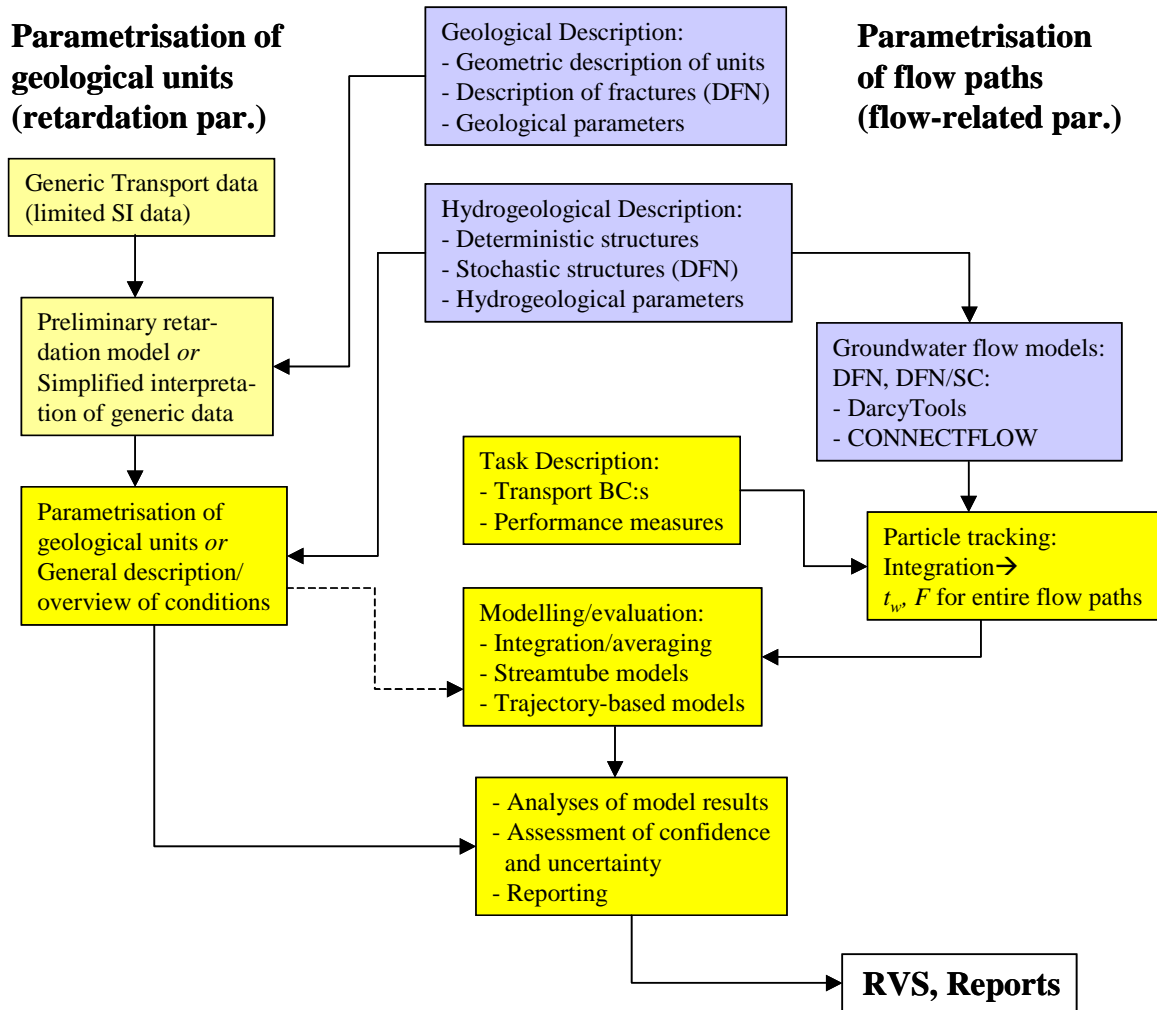 Parametrisation of
geological units
(retardation par.)
Geological Description:
- Geometric description of units
- Description of fractures (DFN)
- Geological parameters
Parametrisation
of flow paths
(flow-related par.)
Generic Transport data
(limited SI data)
Hydrogeological Description:
- Deterministic structures
- Stochastic structures (DFN)
- Hydrogeological parameters
Preliminary retar-
dation model or
Simplified interpreta-
tion of generic data
Groundwater flow models:
DFN, DFN/SC:
- DarcyTools
- CONNECTFLOW
Task Description:
- Transport BC:s
- Performance measures
Parametrisation of
geological units or
General description/
overview of conditions
Particle tracking:
Integration→
t_w, F for entire flow paths
Modelling/evaluation:
- Integration/averaging
- Streamtube models
- Trajectory-based models
- Analyses of model results
- Assessment of confidence
and uncertainty
- Reporting
RVS, Reports